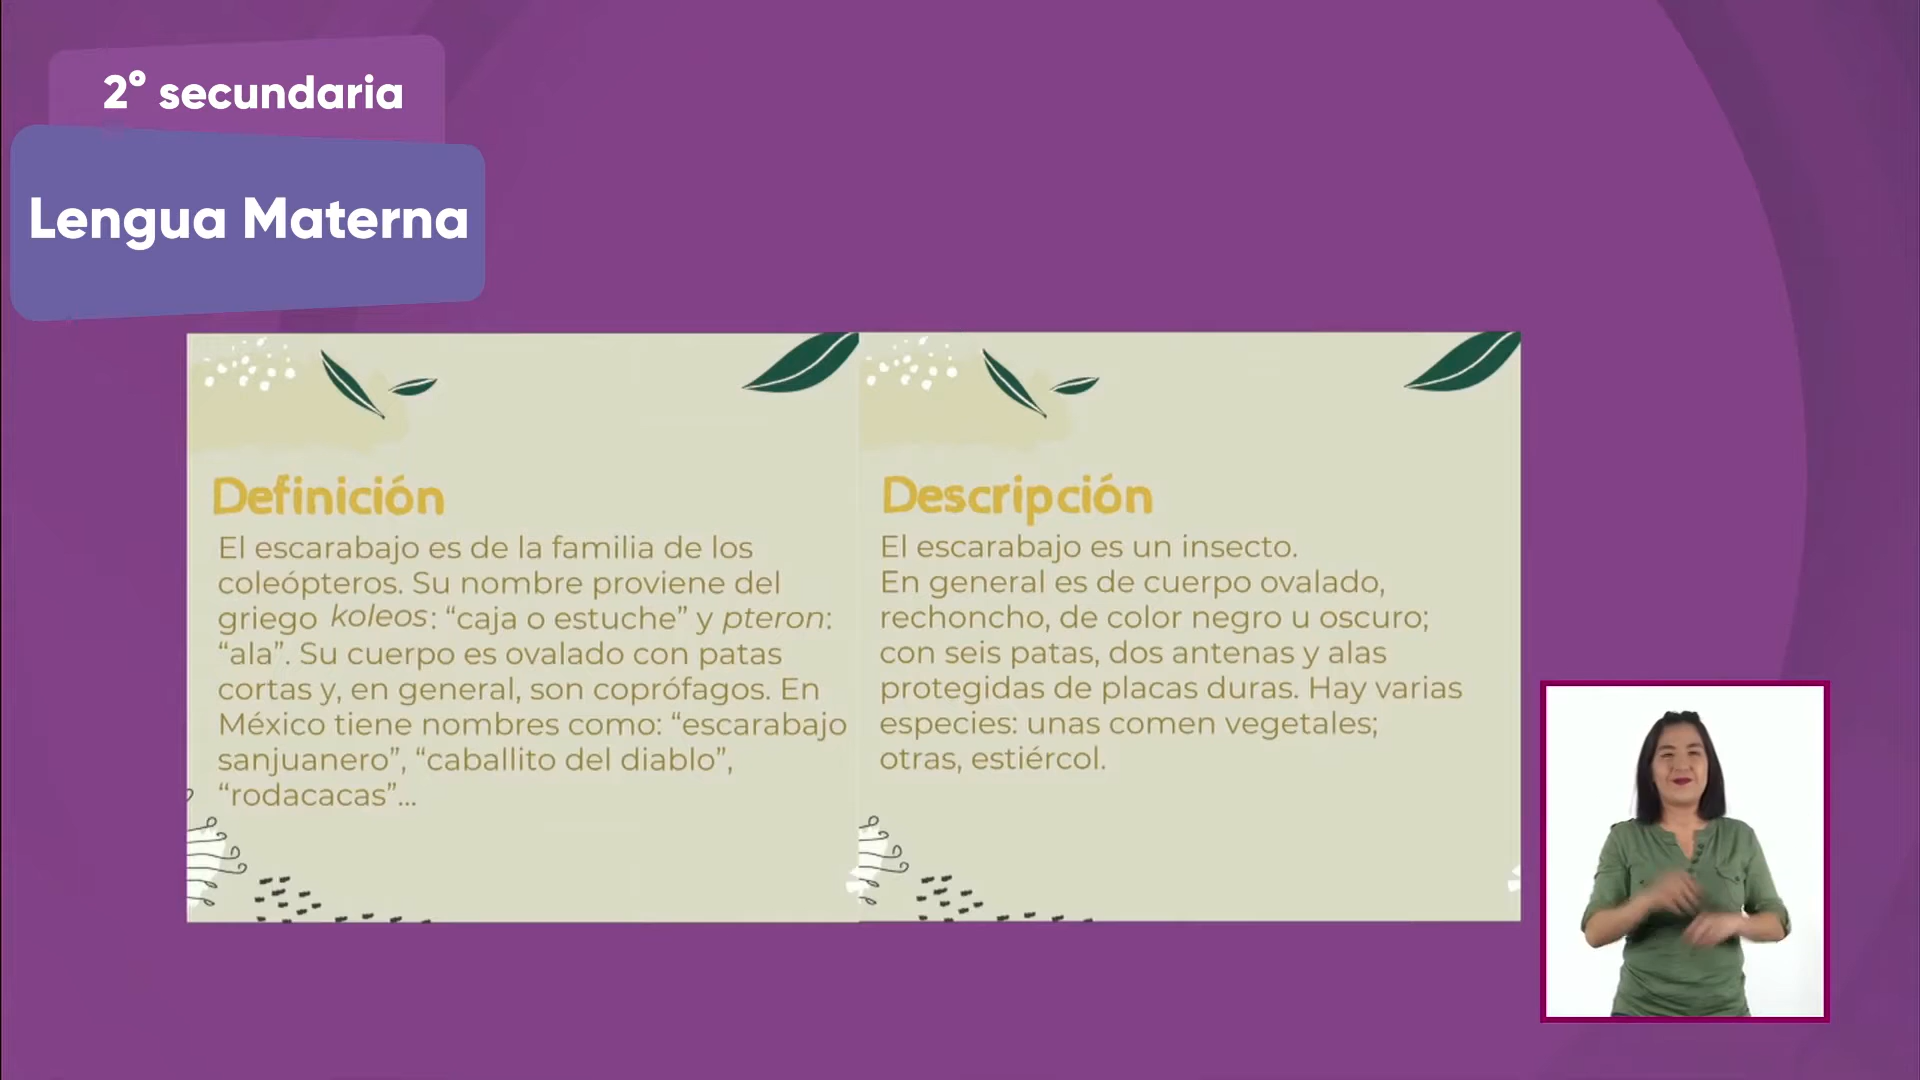 2° secundaria
Lengua Materna
Definición
El escarabajo es de la familia de los
coleópteros. Su nombre proviene del
griego koleos: “caja o estuche” y pteron:
“ala”. Su cuerpo es ovalado con patas
cortas y, en general, son coprófagos. En
México tiene nombres como: “escarabajo
sanjuanero”, “caballito del diablo”,
“rodacacas”...
Descripción
El escarabajo es un insecto.
En general es de cuerpo ovalado,
rechoncho, de color negro u oscuro;
con seis patas, dos antenas y alas
protegidas de placas duras. Hay varias
especies: unas comen vegetales;
otras, estiércol.